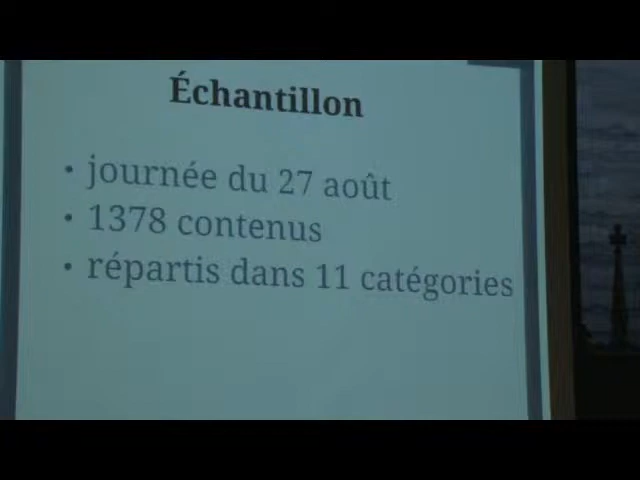 Échantillon
• journée du 27 août
• 1378 contenus
• répartis dans 11 catégories